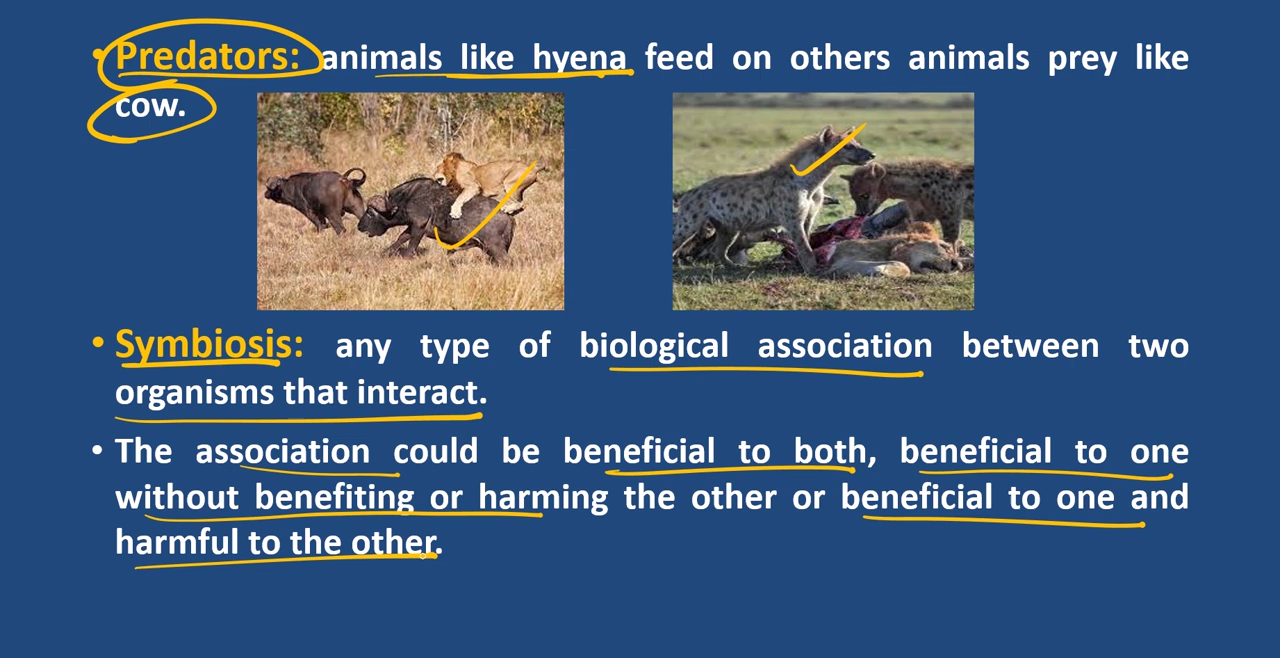 • Predators: animals like hyena feed on others animals prey like
cow.
• Symbiosis: any type of biological association between two
organisms that interact.
• The association could be beneficial to both, beneficial to one
without benefiting or harming the other or beneficial to one and
harmful to the other.